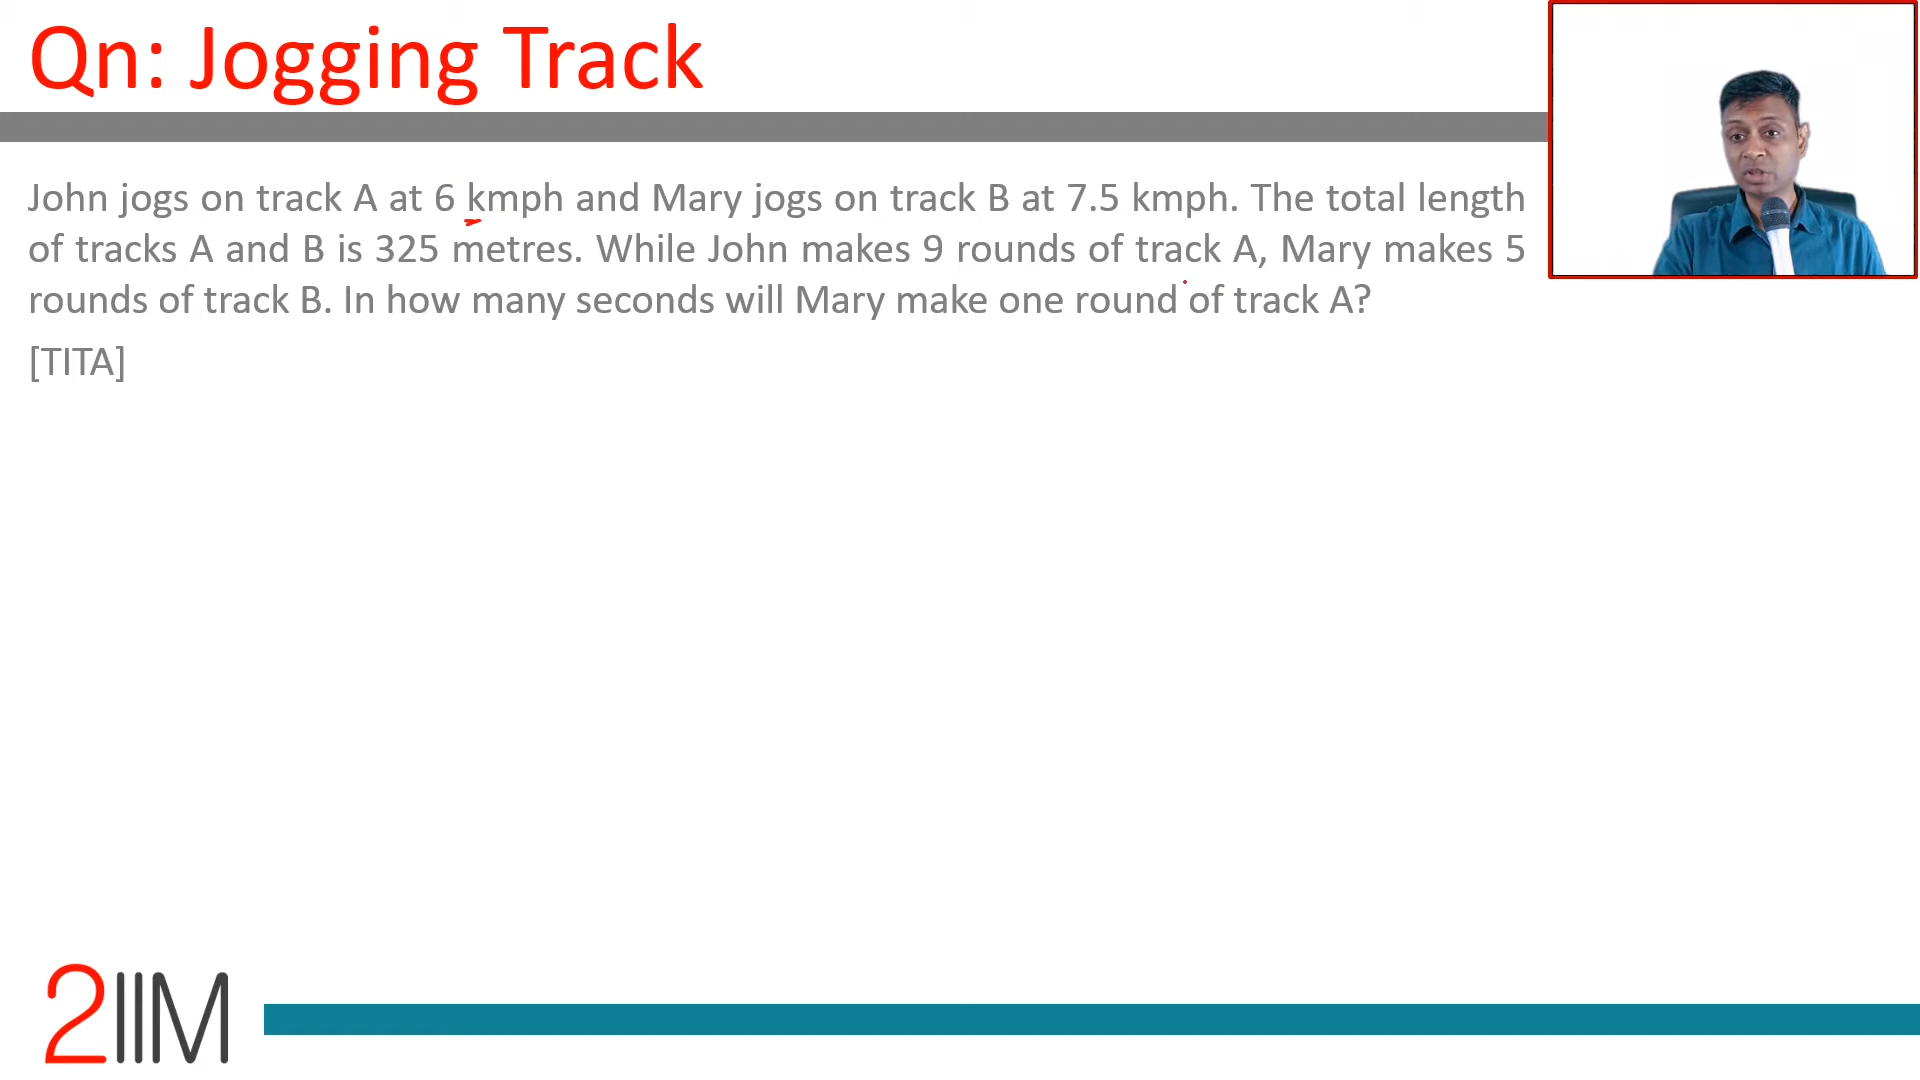 Qn: Jogging Track
John jogs on track A at 6 kmph and Mary jogs on track B at 7.5 kmph. The total length
of tracks A and B is 325 metres. While John makes 9 rounds of track A, Mary makes 5
rounds of track B. In how many seconds will Mary make one round of track A?
[TITA]
2IIM